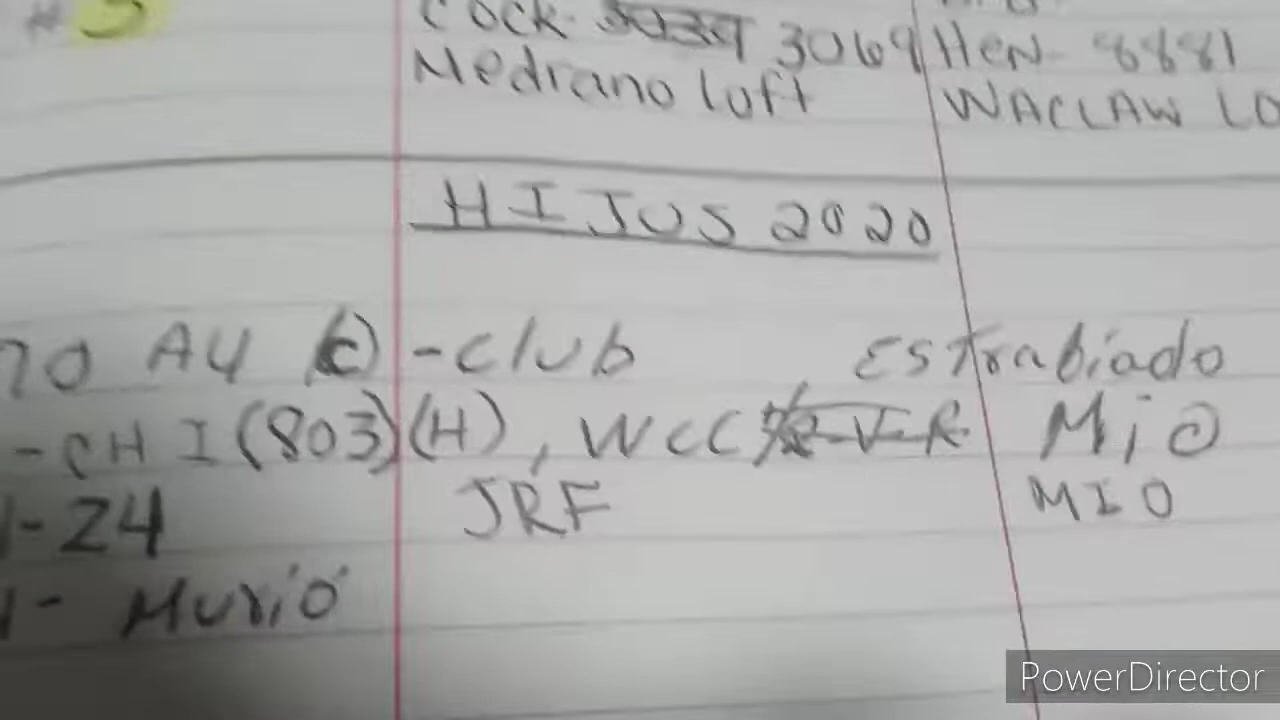 # 5
Cock- 3069 Hen- 8881
Medrano Loft WACLAW LO
HIJOS 2020
70 AU (C) -Club Estrabiado
-CHI(803)(H), WCC MiO
-24 JRF MIO
- Murió
PowerDirector